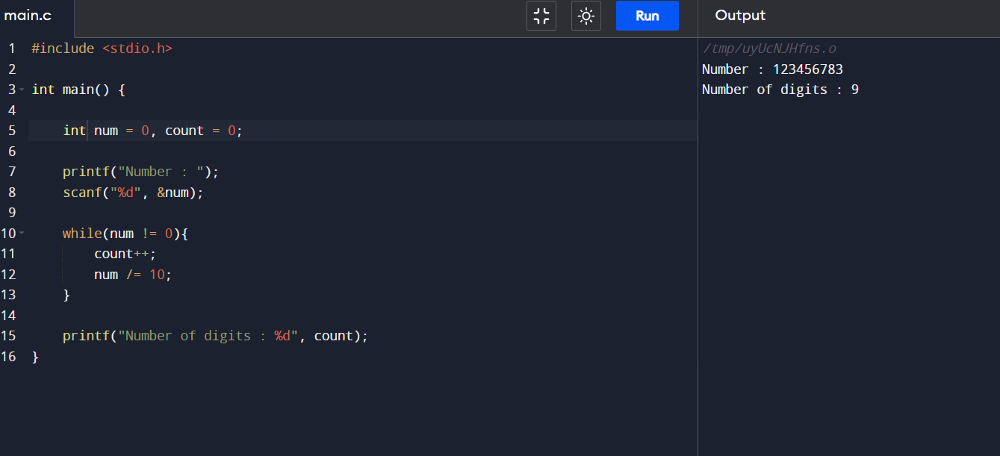 main.c
Run
Output
1 #include <stdio.h>
2
3 int main() {
4
5     int num = 0, count = 0;
6
7     printf("Number : ");
8     scanf("%d", &num);
9
10     while(num != 0){
11         count++;
12         num /= 10;
13     }
14
15     printf("Number of digits : %d", count);
16 }
/tmp/uyUcNJHfns.o
Number : 123456783
Number of digits : 9